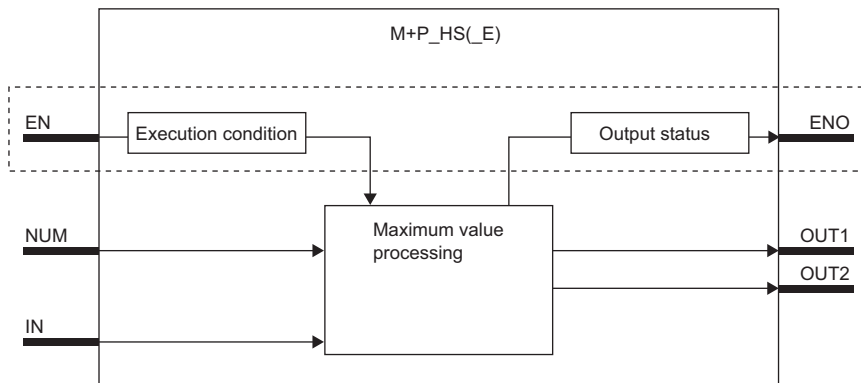 M+P_HS(_E)
EN
Execution condition
Output status
ENO
NUM
Maximum value
processing
OUT1
OUT2
IN